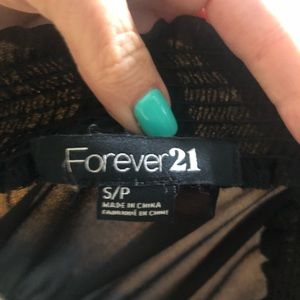 Forever21
S/P
MADE IN CHINA
FABRIQUÉ EN CHINE